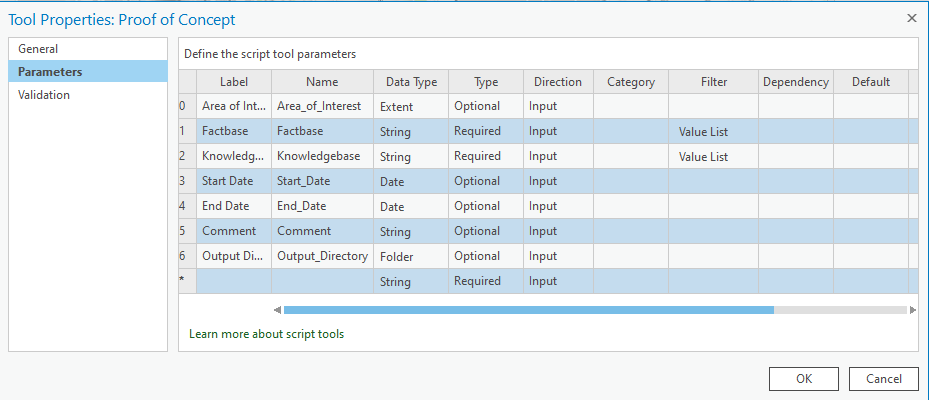 Tool Properties: Proof of Concept
General
Parameters
Validation
Define the script tool parameters
Label Name Data Type Type Direction Category Filter Dependency Default
0 Area of Int... Area_of_Interest Extent Optional Input
1 Factbase Factbase String Required Input Value List
2 Knowledg... Knowledgebase String Required Input Value List
3 Start Date Start_Date Date Optional Input
4 End Date End_Date Date Optional Input
5 Comment Comment String Optional Input
6 Output Di... Output_Directory Folder Optional Input
* String Required Input
Learn more about script tools
OK Cancel